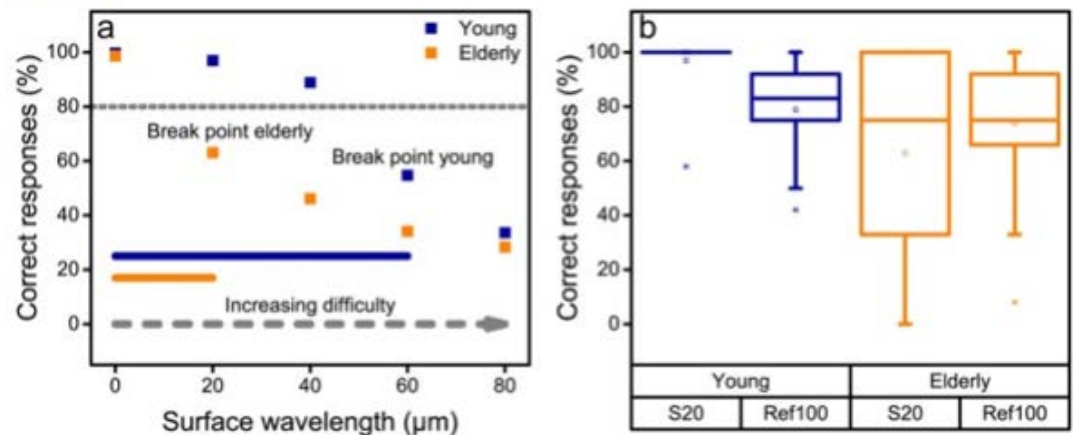 a
Young
Elderly
Correct responses (%)
100
80
60
40
20
0
Break point elderly
Break point young
Increasing difficulty
0 20 40 60 80
Surface wavelength (µm)
b
Correct responses (%)
100
80
60
40
20
0
Young Elderly
S20 Ref100 S20 Ref100